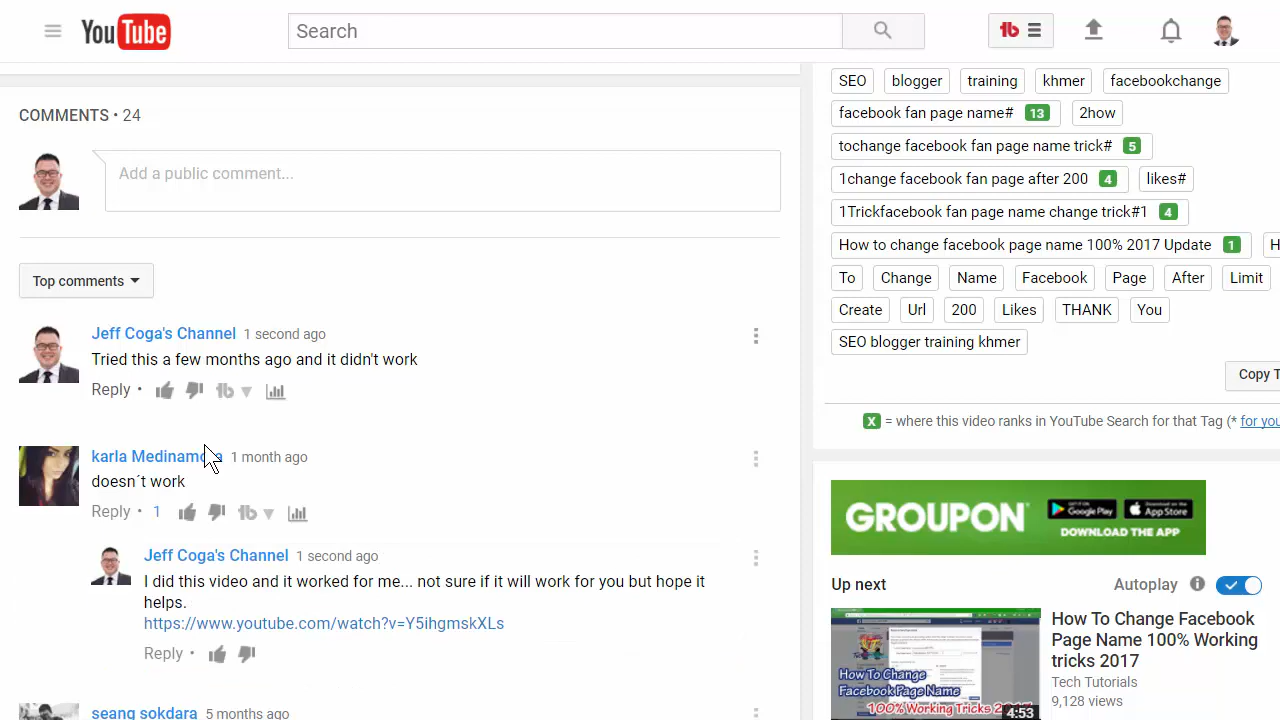 YouTube
Search
COMMENTS • 24
Add a public comment...
Top comments
Jeff Coga's Channel 1 second ago
Tried this a few months ago and it didn't work
Reply •
karla Medinamo 1 month ago
doesn´t work
Reply • 1
Jeff Coga's Channel 1 second ago
I did this video and it worked for me... not sure if it will work for you but hope it
helps.
https://www.youtube.com/watch?v=Y5ihgmskXLs
Reply •
seang sokdara 5 months ago
SEO blogger training khmer facebookchange
facebook fan page name# 13 2how
tochange facebook fan page name trick# 5
1change facebook fan page after 200 4 likes#
1Trickfacebook fan page name change trick#1 4
How to change facebook page name 100% 2017 Update 1 H
To Change Name Facebook Page After Limit
Create Url 200 Likes THANK You
SEO blogger training khmer
Copy T
X = where this video ranks in YouTube Search for that Tag (* for you
GROUPON
Google Play App Store
DOWNLOAD THE APP
Up next Autoplay
How To Change
Facebook Page Name
100% Working Tricks 2017
4:53
How To Change Facebook
Page Name 100% Working
tricks 2017
Tech Tutorials
9,128 views